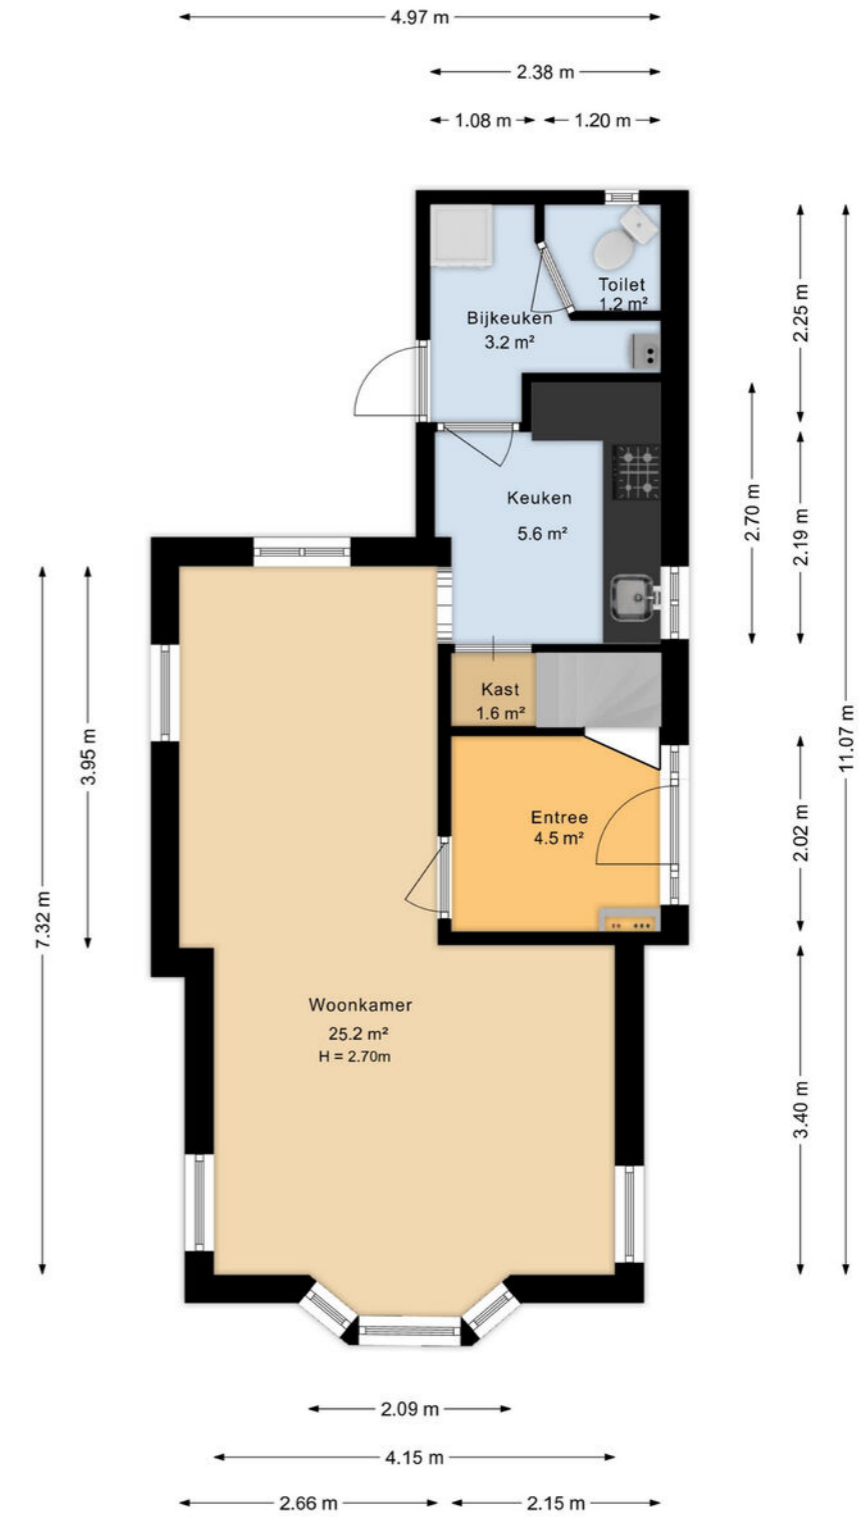 4.97 m
2.38 m
1.08 m
1.20 m
Toilet
1.2 m²
Bijkeuken
3.2 m²
2.25 m
Keuken
5.6 m²
2.70 m
2.19 m
Kast
1.6 m²
3.95 m
11.07 m
Entree
4.5 m²
2.02 m
7.32 m
Woonkamer
25.2 m²
H = 2.70m
3.40 m
2.09 m
4.15 m
2.66 m
2.15 m